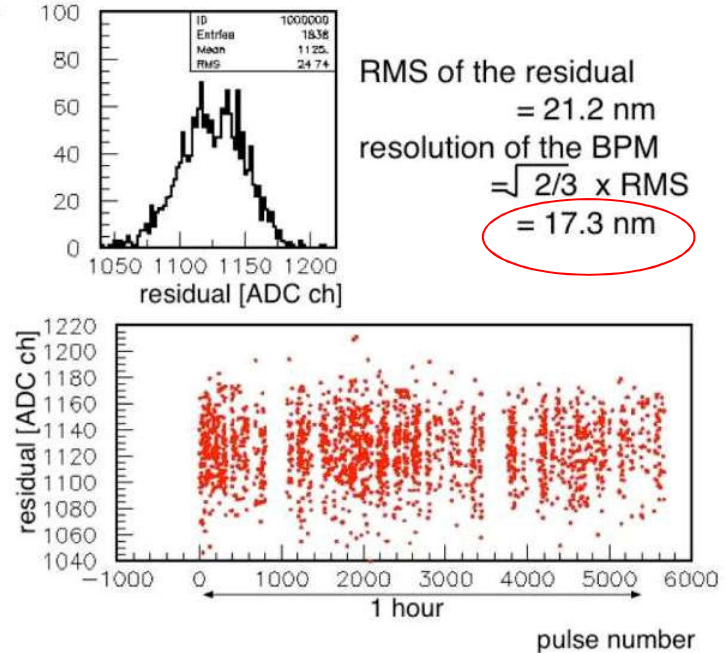 100
80
60
40
20
0
ID 1000000
Entries 1838
Mean 1125.
RMS 24.74
1050 1100 1150 1200
residual [ADC ch]
RMS of the residual
= 21.2 nm
resolution of the BPM
=√2/3 x RMS
= 17.3 nm
residual [ADC ch]
1220
1200
1180
1160
1140
1120
1100
1080
1060
1040
−1000 0 1000 2000 3000 4000 5000 6000
1 hour
pulse number